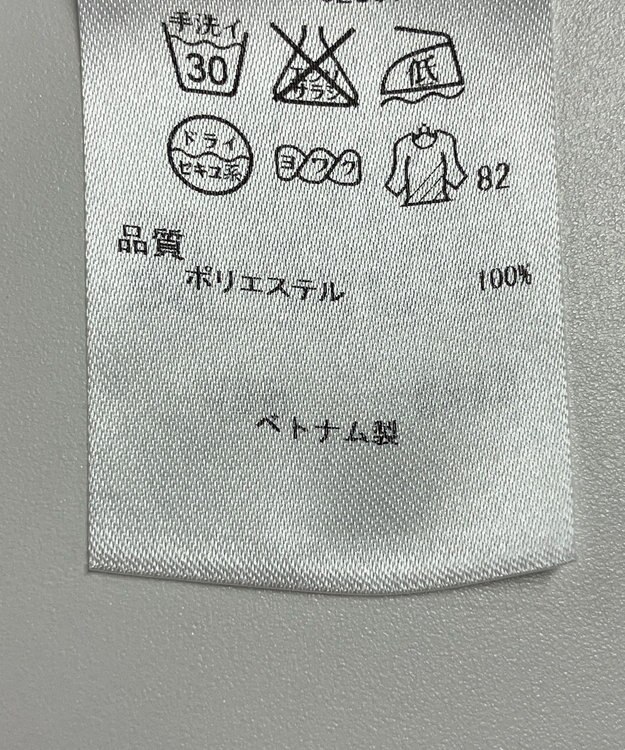 手洗イ
30
エンソ
サラシ
低
ドライ
セキユ系
ヨワク
82
品質
ポリエステル 100%
ベトナム製